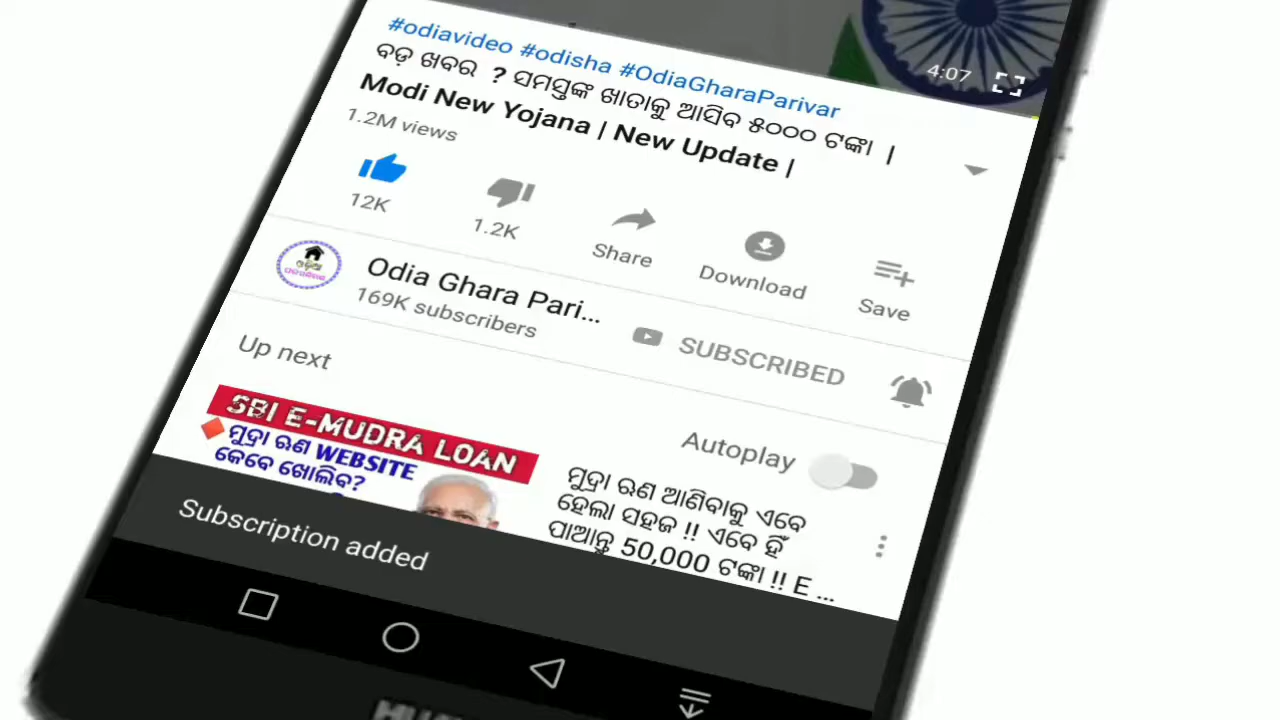 4:07
#odiavideo #odisha #OdiaGharaParivar
ବଡ଼ ଖବର ? ସମସ୍ତଙ୍କ ଖାତାକୁ ଆସିବ ୫୦୦୦ ଟଙ୍କା |
Modi New Yojana | New Update |
1.2M views
12K
1.2K
Share
Download
Save
Odia Ghara Pari...
169K subscribers
SUBSCRIBED
Up next
Autoplay
SBI E-MUDRA LOAN
ମୁଦ୍ରା ଋଣ WEBSITE
କେବେ ଖୋଲିବ?
ମୁଦ୍ରା ଋଣ ଆଣିବାକୁ ଏବେ
ହେଲା ସହଜ !! ଏବେ ହିଁ
ପାଆନ୍ତୁ 50,000 ଟଙ୍କା !! E ...
Subscription added